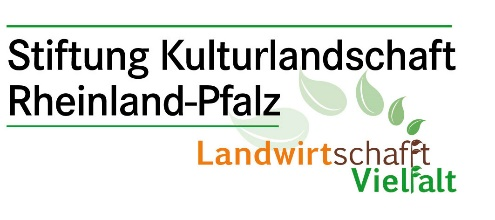 Stiftung Kulturlandschaft
Rheinland-Pfalz
Landwirtschafft
Vielfalt